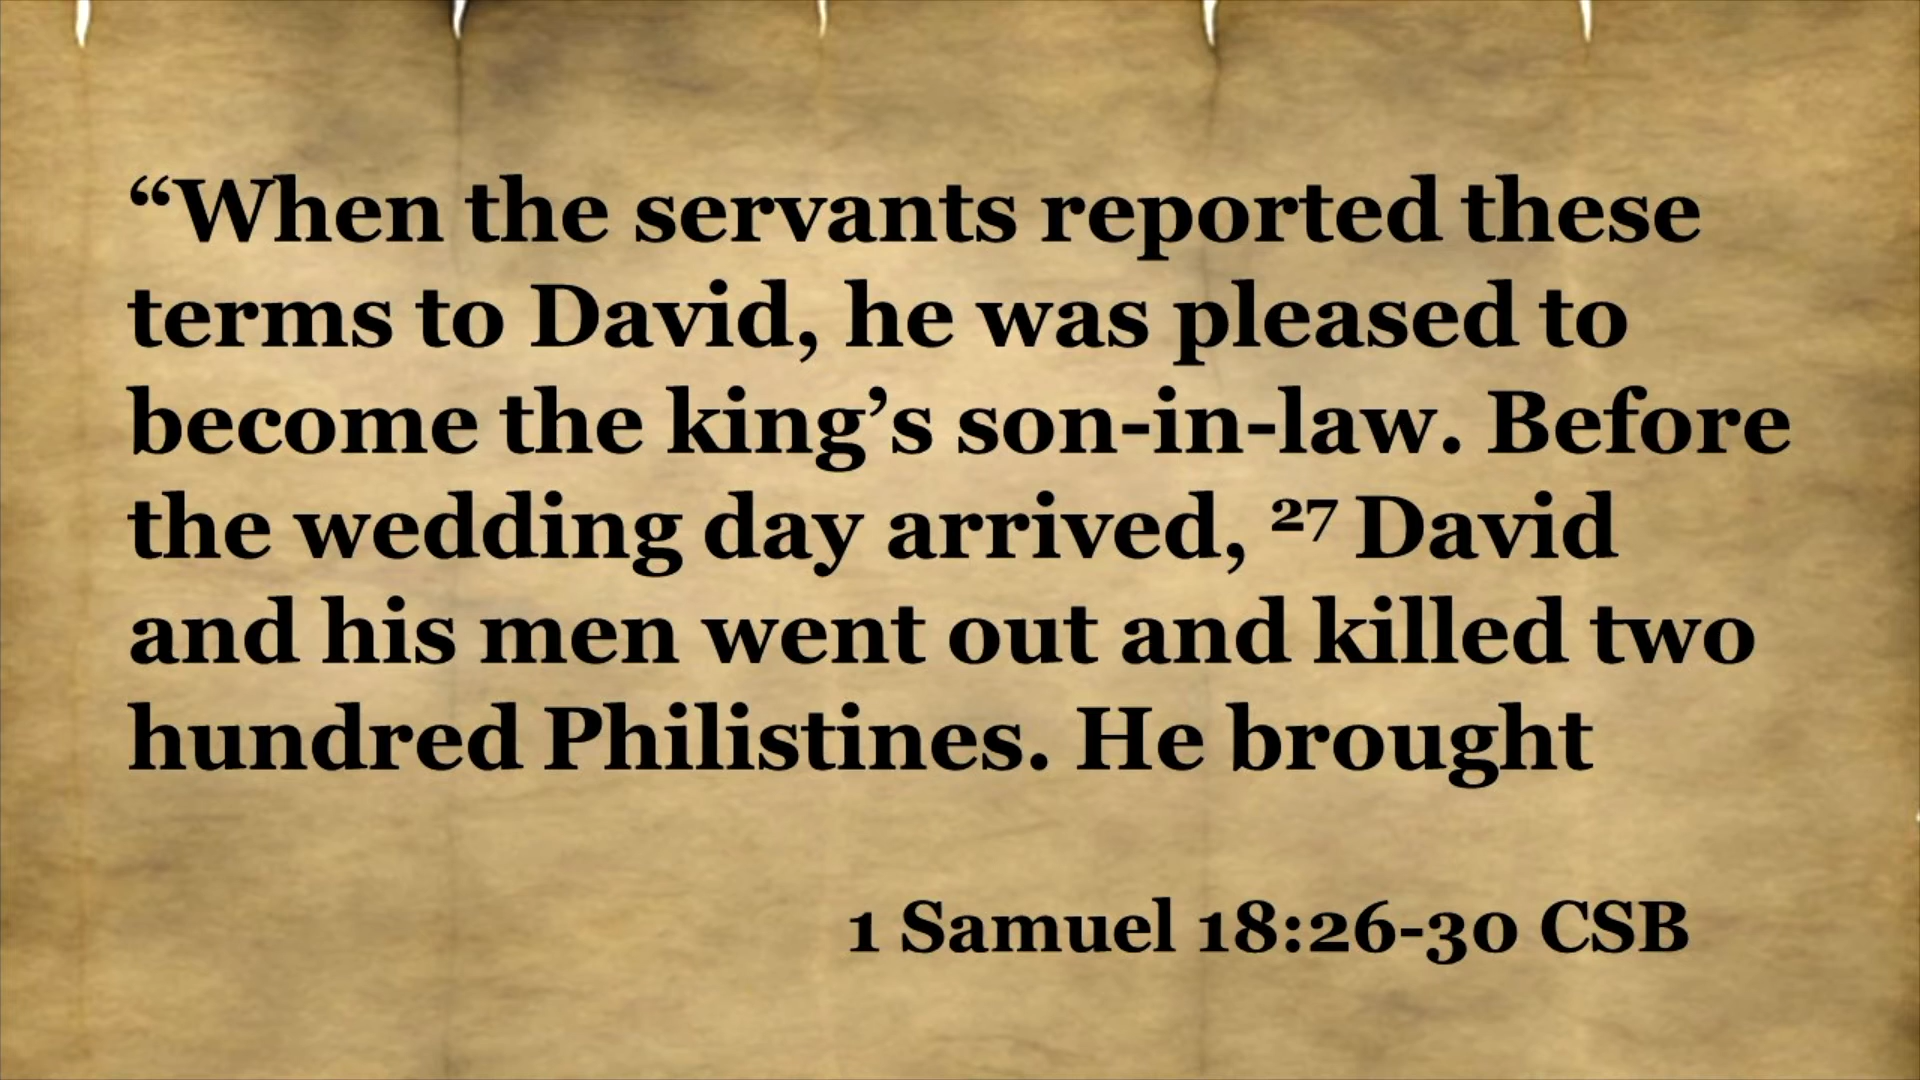 “When the servants reported these
terms to David, he was pleased to
become the king’s son-in-law. Before
the wedding day arrived, ²⁷ David
and his men went out and killed two
hundred Philistines. He brought
1 Samuel 18:26-30 CSB